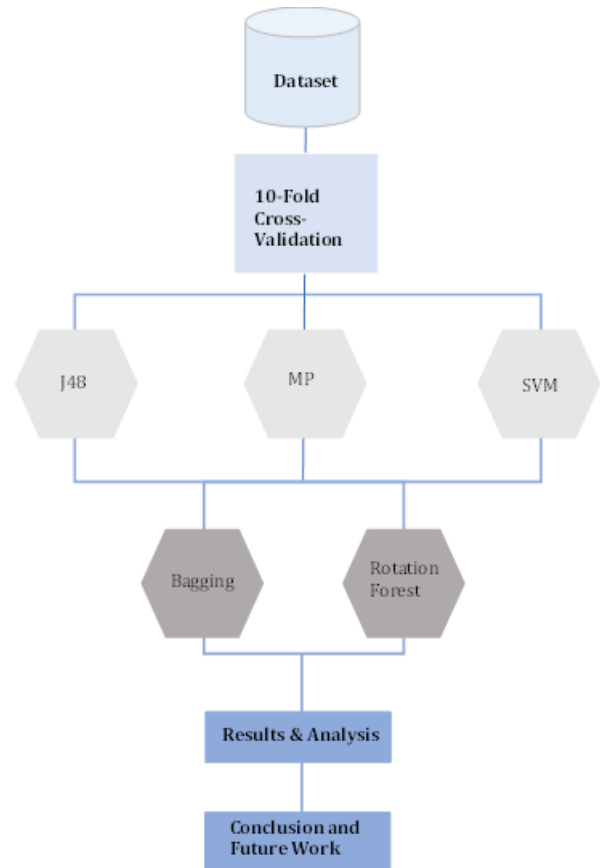 Dataset
10-Fold
Cross-
Validation
J48
MP
SVM
Bagging
Rotation
Forest
Results & Analysis
Conclusion and
Future Work